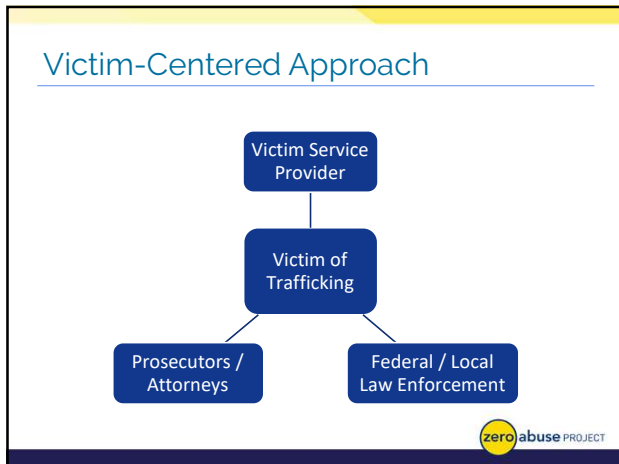 Victim-Centered Approach
Victim Service
Provider
Victim of
Trafficking
Prosecutors /
Attorneys
Federal / Local
Law Enforcement
zero abuse PROJECT